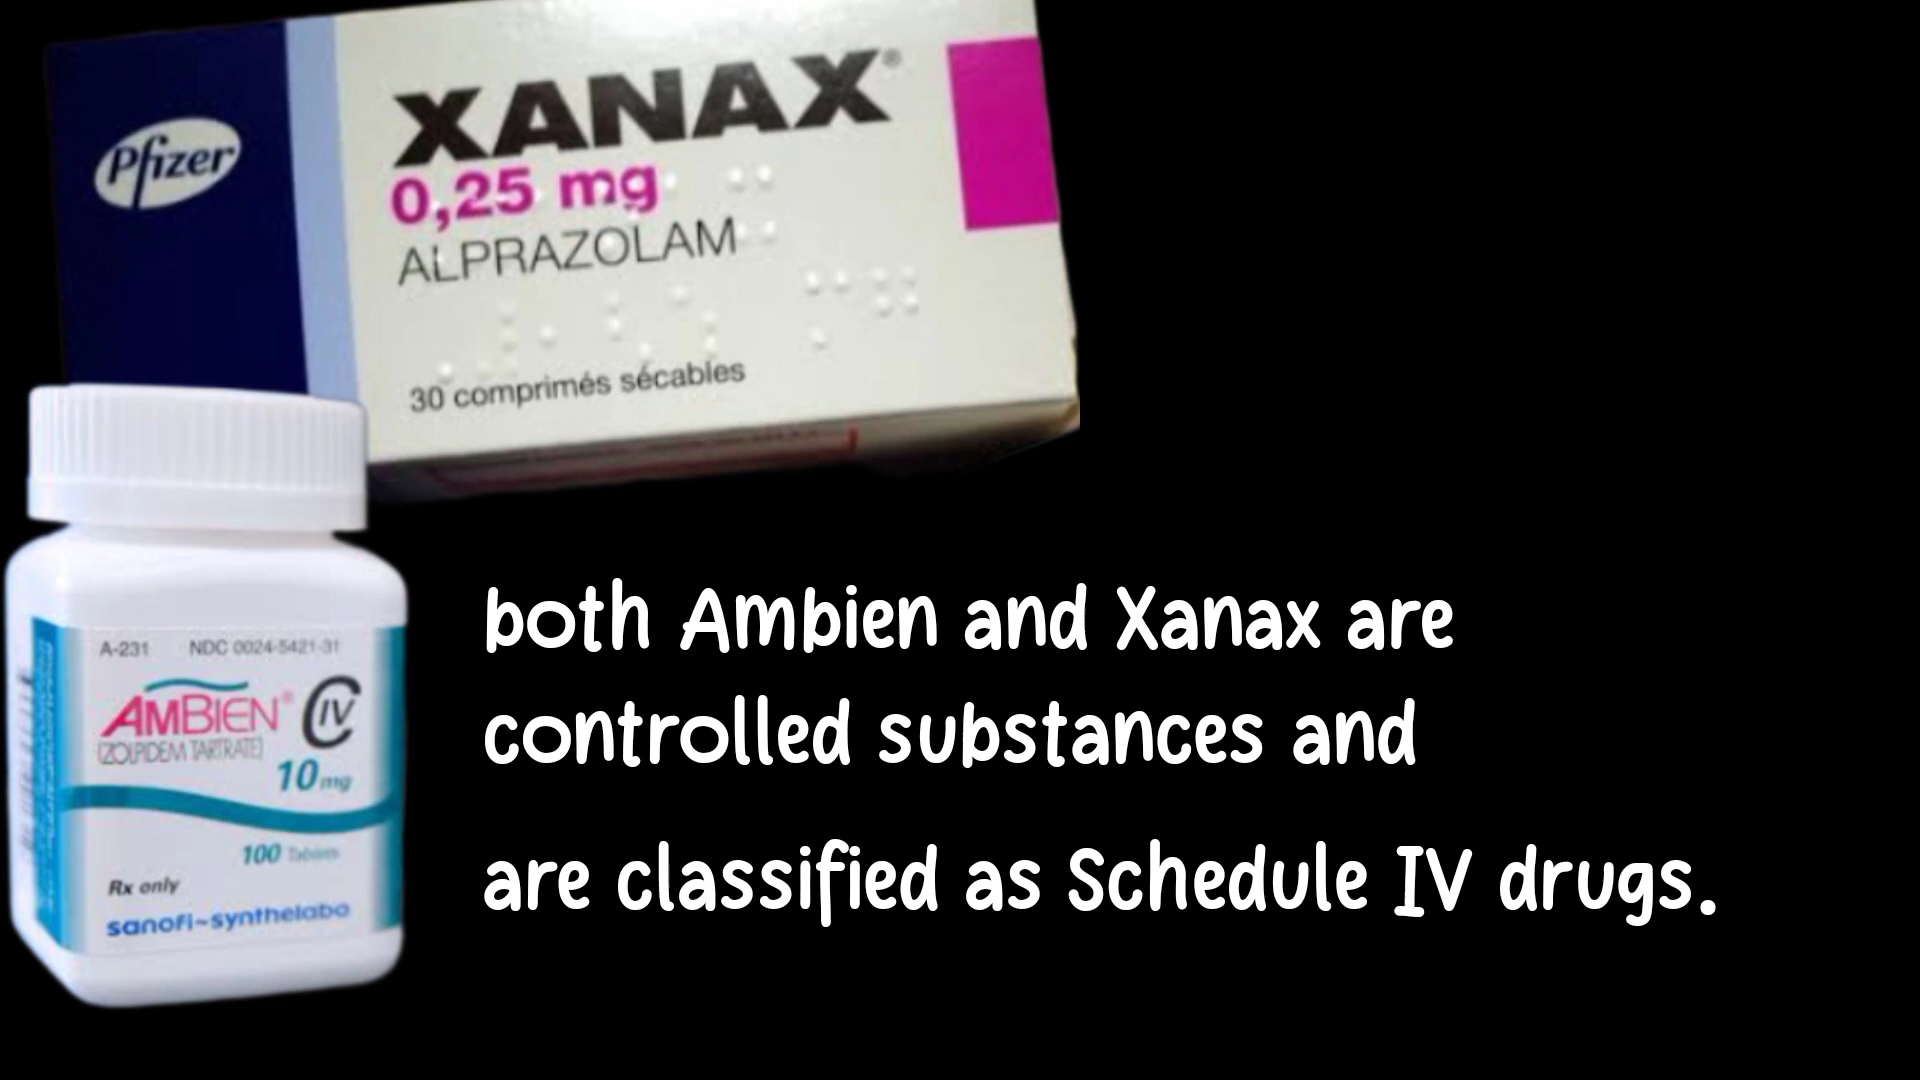 Pfizer
XANAX®
0,25 mg
ALPRAZOLAM
30 comprimés sécables
A-231 NDC 0024-5421-31
AMBIEN® CIV
(ZOLPIDEM TARTRATE)
10 mg
100 Tablets
Rx only
sanofi~synthelabo
both Ambien and Xanax are
controlled substances and
are classified as Schedule IV drugs.